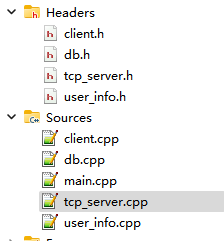 Headers
client.h
db.h
tcp_server.h
user_info.h
Sources
client.cpp
db.cpp
main.cpp
tcp_server.cpp
user_info.cpp